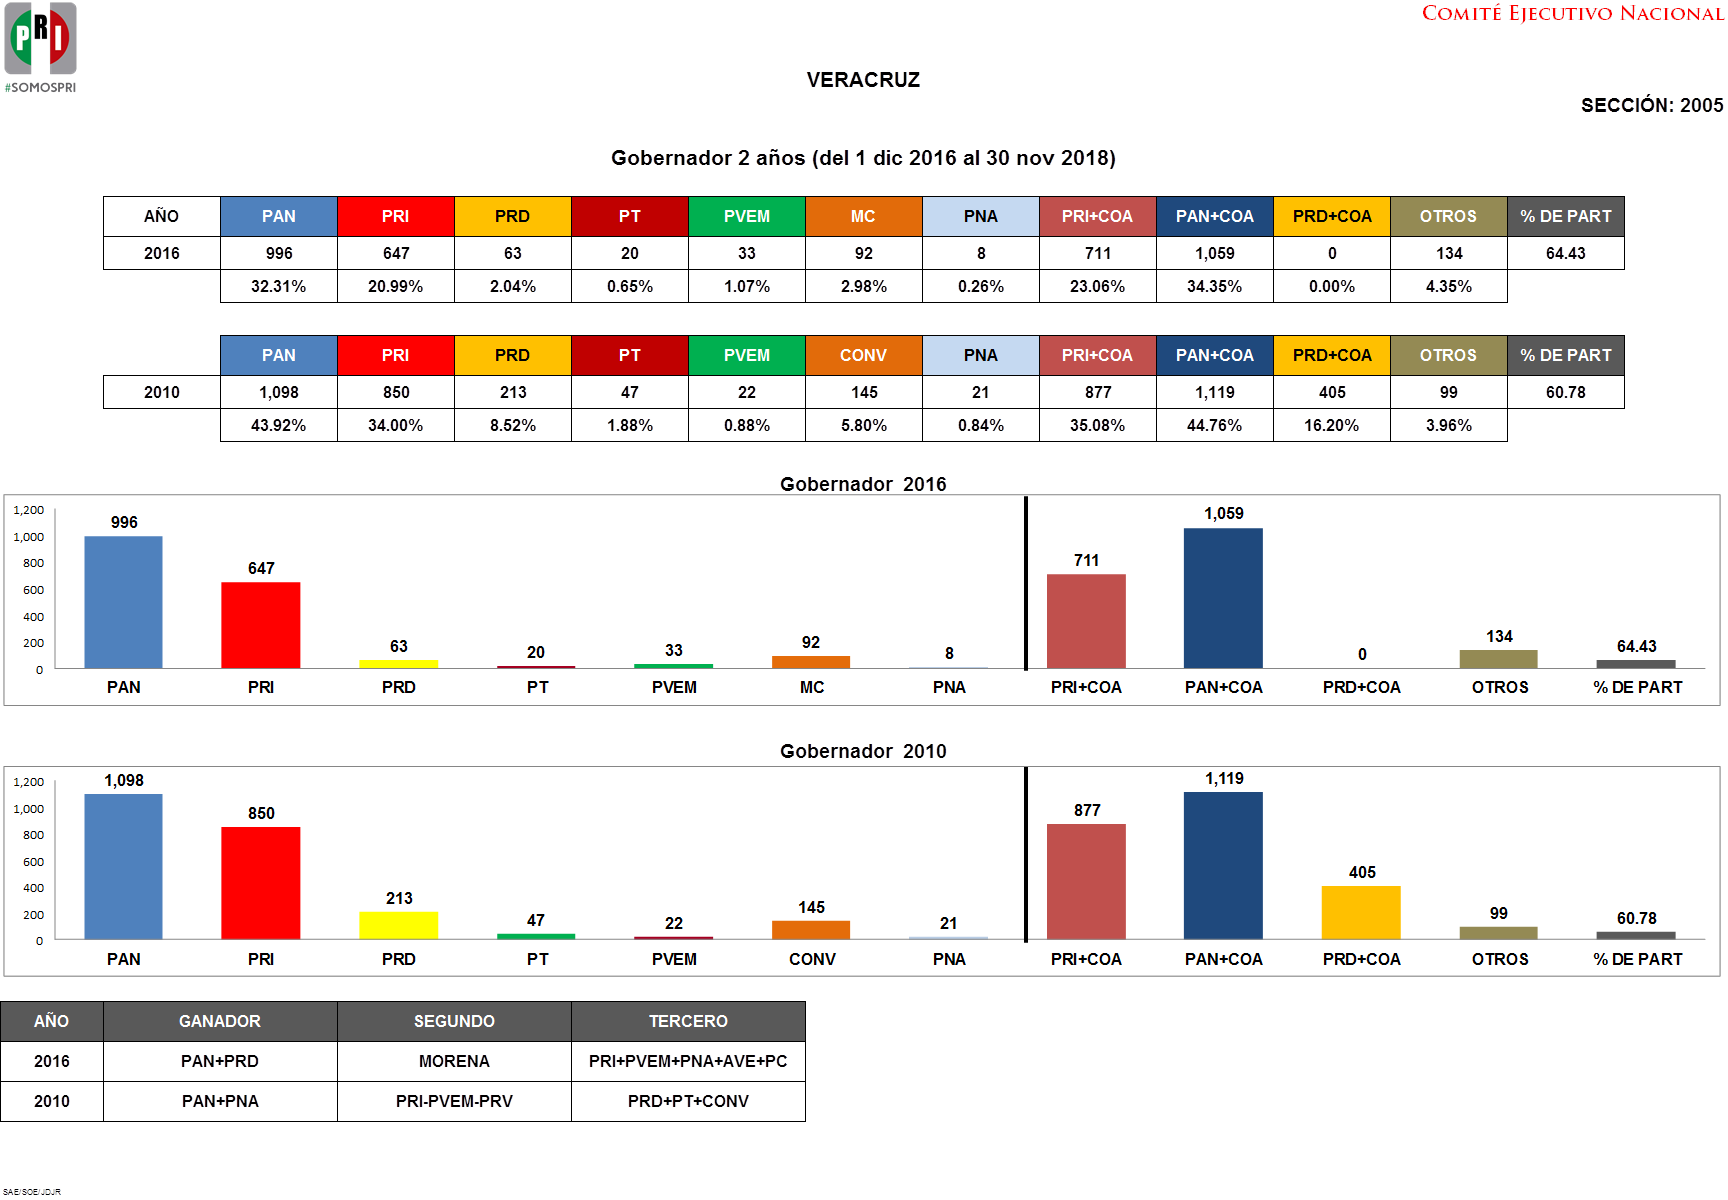 PRI
#SOMOSPRI
COMITÉ EJECUTIVO NACIONAL
VERACRUZ
SECCIÓN: 2005
Gobernador 2 años (del 1 dic 2016 al 30 nov 2018)
AÑO PAN PRI PRD PT PVEM MC PNA PRI+COA PAN+COA PRD+COA OTROS % DE PART
2016 996 647 63 20 33 92 8 711 1,059 0 134 64.43
32.31% 20.99% 2.04% 0.65% 1.07% 2.98% 0.26% 23.06% 34.35% 0.00% 4.35%
PAN PRI PRD PT PVEM CONV PNA PRI+COA PAN+COA PRD+COA OTROS % DE PART
2010 1,098 850 213 47 22 145 21 877 1,119 405 99 60.78
43.92% 34.00% 8.52% 1.88% 0.88% 5.80% 0.84% 35.08% 44.76% 16.20% 3.96%
Gobernador 2016
1,200
1,000
800
600
400
200
0
996 647 63 20 33 92 8 711 1,059 0 134 64.43
PAN PRI PRD PT PVEM MC PNA PRI+COA PAN+COA PRD+COA OTROS % DE PART
Gobernador 2010
1,200
1,000
800
600
400
200
0
1,098 850 213 47 22 145 21 877 1,119 405 99 60.78
PAN PRI PRD PT PVEM CONV PNA PRI+COA PAN+COA PRD+COA OTROS % DE PART
AÑO GANADOR SEGUNDO TERCERO
2016 PAN+PRD MORENA PRI+PVEM+PNA+AVE+PC
2010 PAN+PNA PRI-PVEM-PRV PRD+PT+CONV
SAE/SOE/JDJR